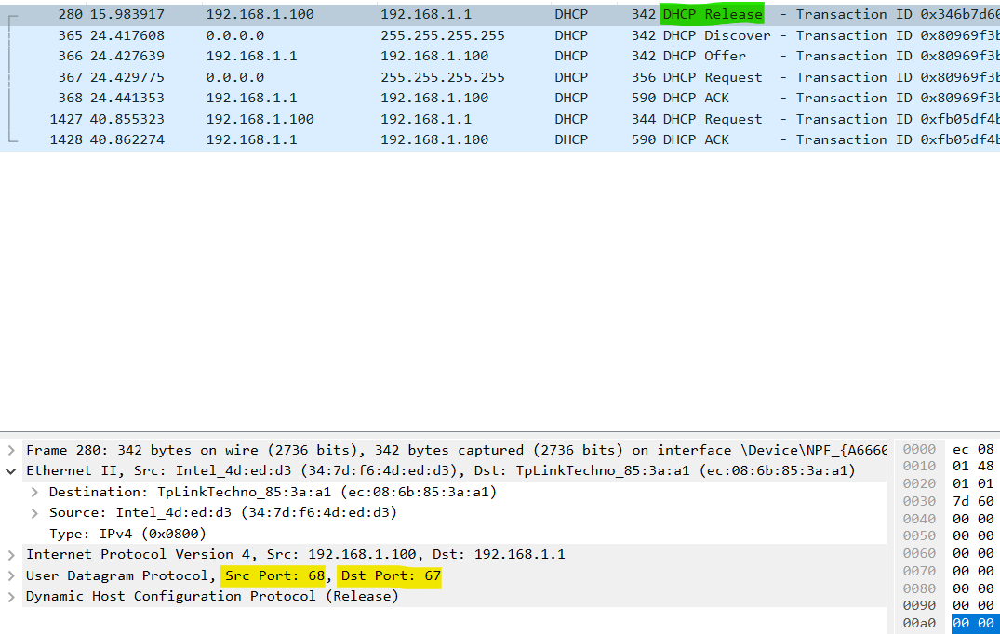 280 15.983917 192.168.1.100 192.168.1.1 DHCP 342 DHCP Release - Transaction ID 0x346b7d60
365 24.417608 0.0.0.0 255.255.255.255 DHCP 342 DHCP Discover - Transaction ID 0x80969f3b
366 24.427639 192.168.1.1 192.168.1.100 DHCP 342 DHCP Offer - Transaction ID 0x80969f3b
367 24.429775 0.0.0.0 255.255.255.255 DHCP 356 DHCP Request - Transaction ID 0x80969f3b
368 24.441353 192.168.1.1 192.168.1.100 DHCP 590 DHCP ACK - Transaction ID 0x80969f3b
1427 40.855323 192.168.1.100 192.168.1.1 DHCP 344 DHCP Request - Transaction ID 0xfb05df4b
1428 40.862274 192.168.1.1 192.168.1.100 DHCP 590 DHCP ACK - Transaction ID 0xfb05df4b
Frame 280: 342 bytes on wire (2736 bits), 342 bytes captured (2736 bits) on interface \Device\NPF_{A6660
Ethernet II, Src: Intel_4d:ed:d3 (34:7d:f6:4d:ed:d3), Dst: TpLinkTechno_85:3a:a1 (ec:08:6b:85:3a:a1)
Destination: TpLinkTechno_85:3a:a1 (ec:08:6b:85:3a:a1)
Source: Intel_4d:ed:d3 (34:7d:f6:4d:ed:d3)
Type: IPv4 (0x0800)
Internet Protocol Version 4, Src: 192.168.1.100, Dst: 192.168.1.1
User Datagram Protocol, Src Port: 68, Dst Port: 67
Dynamic Host Configuration Protocol (Release)
0000 ec 08
0010 01 48
0020 01 01
0030 7d 60
0040 00 00
0050 00 00
0060 00 00
0070 00 00
0080 00 00
0090 00 00
00a0 00 00